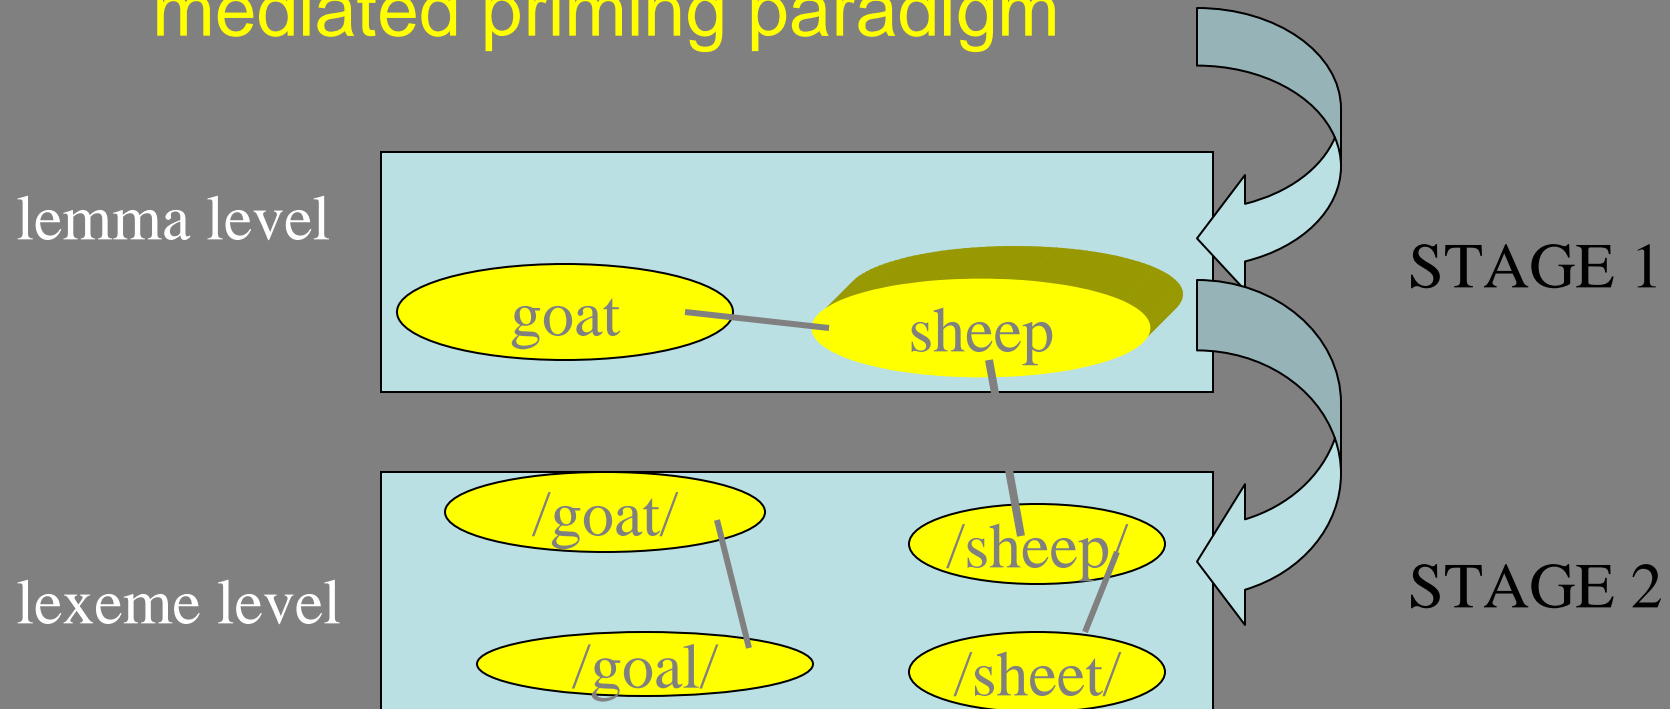 mediated priming paradigm
lemma level
goat
sheep
STAGE 1
/goat/
/sheep/
lexeme level
STAGE 2
/goal/
/sheet/